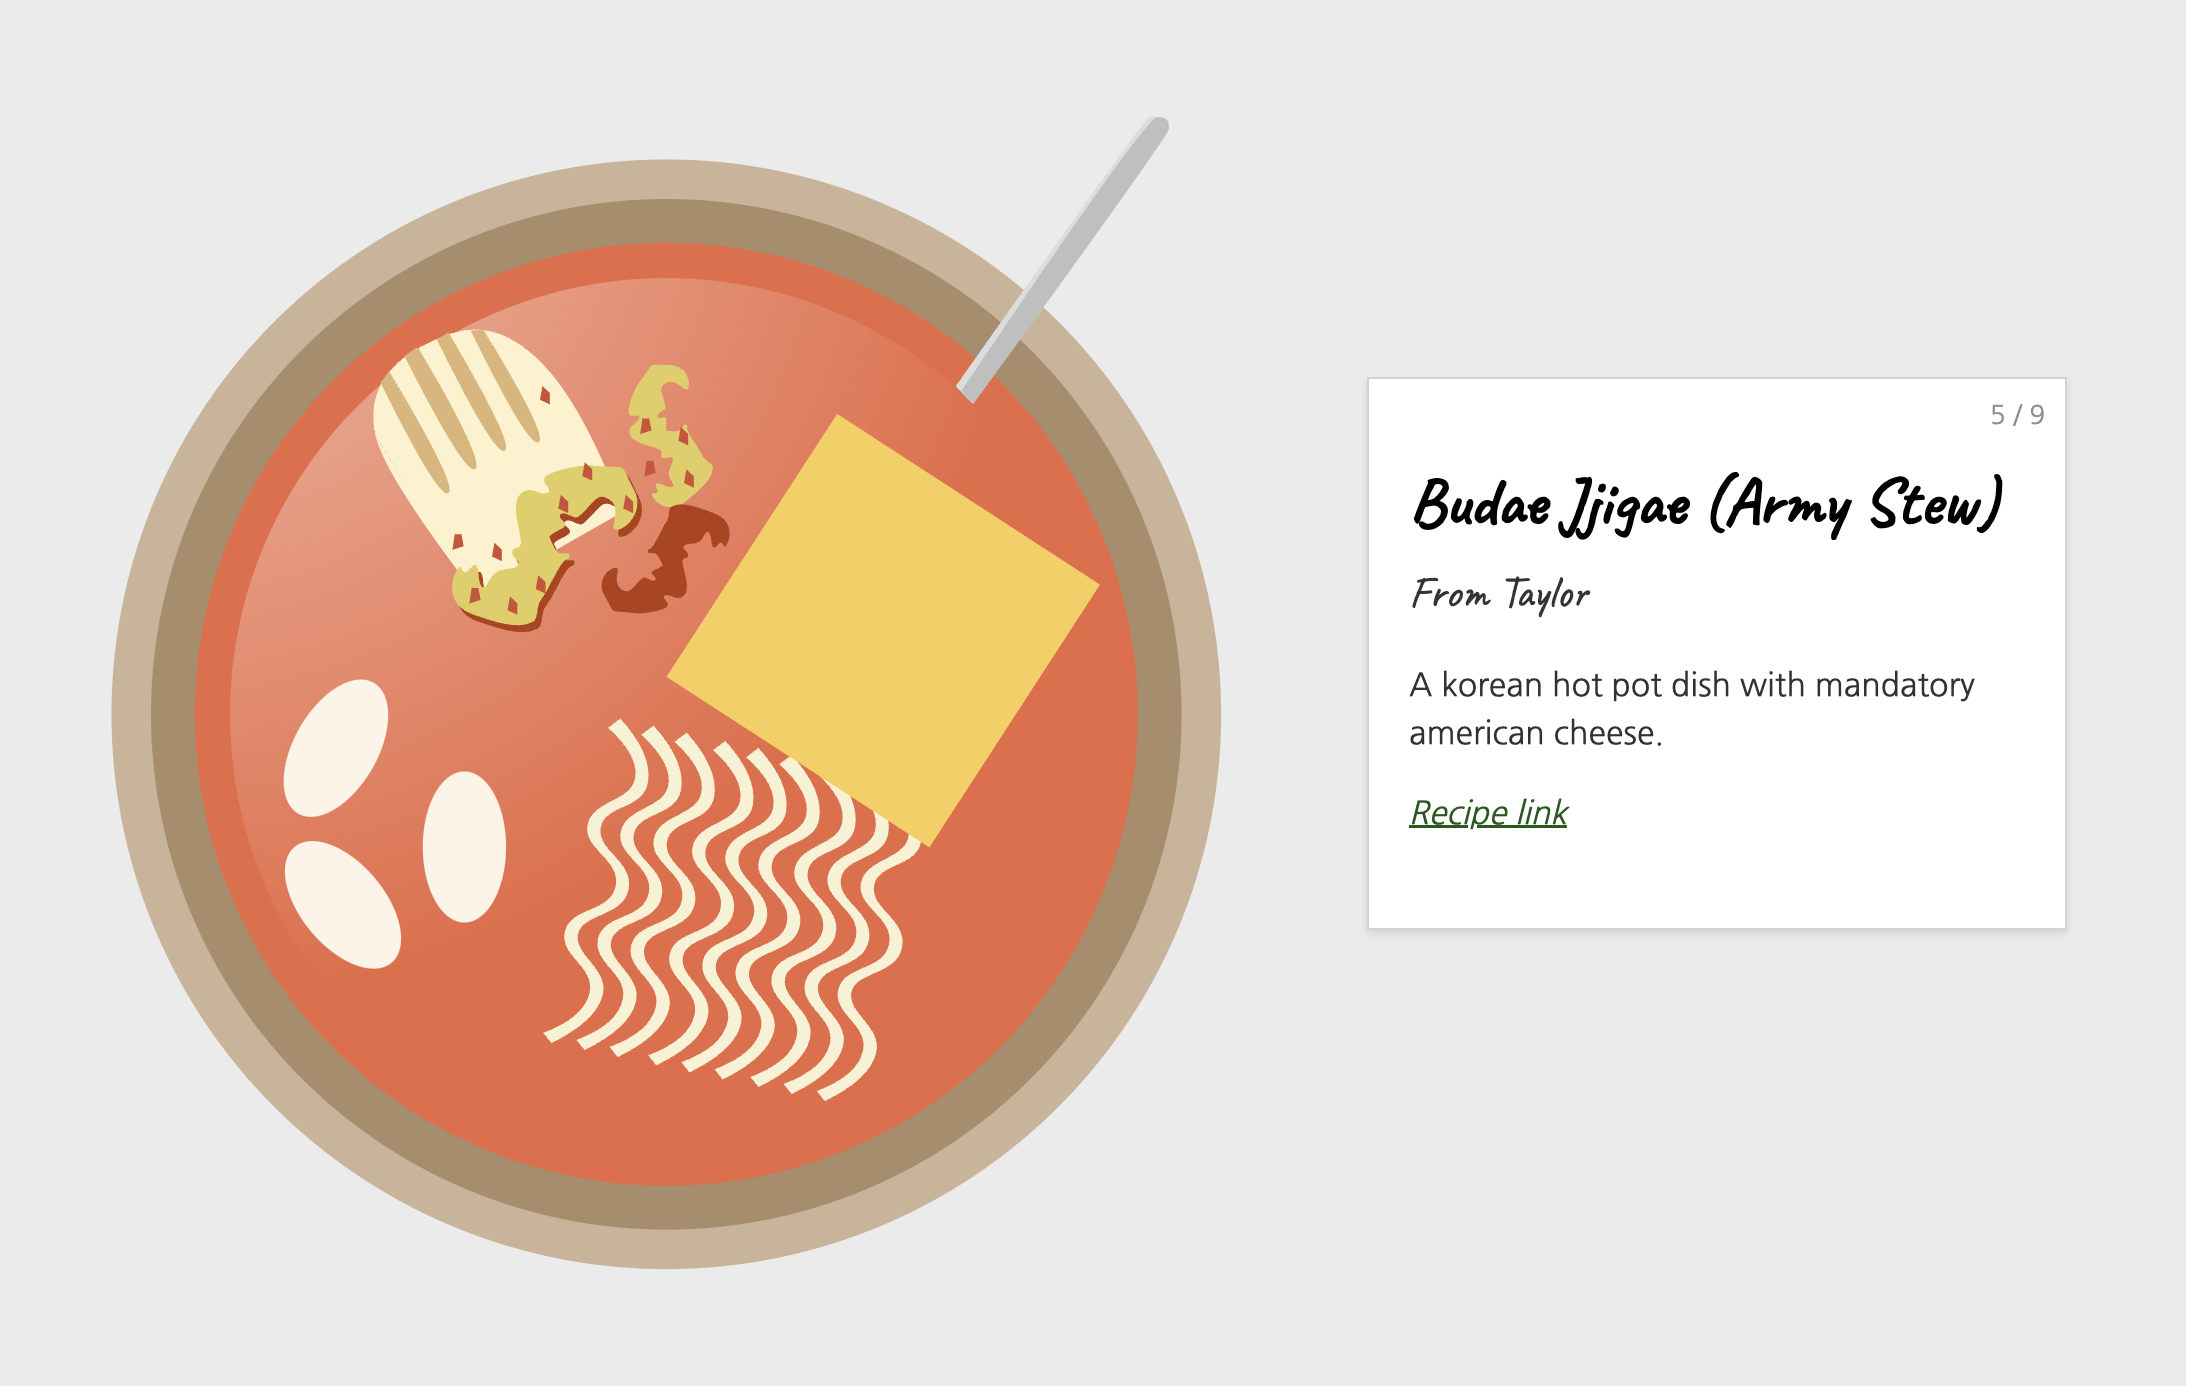 5 / 9
Budae Jjigae (Army Stew)
From Taylor
A korean hot pot dish with mandatory
american cheese.
Recipe link